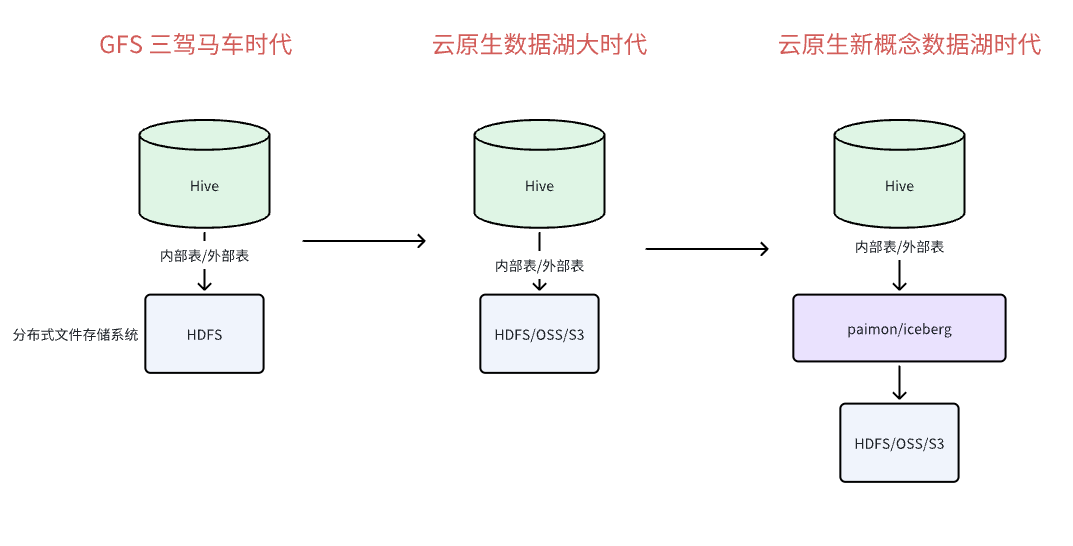 GFS 三驾马车时代
云原生数据湖大时代
云原生新概念数据湖时代
Hive
Hive
Hive
内部表/外部表
内部表/外部表
内部表/外部表
分布式文件存储系统
HDFS
HDFS/OSS/S3
paimon/iceberg
HDFS/OSS/S3